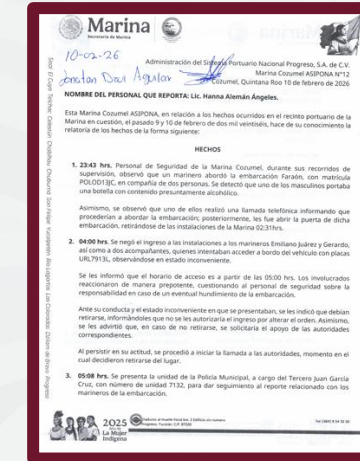 Marina
Secretaría de Marina
10-02-26
Administración del Sistema Portuario Nacional Progreso, S.A. de C.V.
Marina Cozumel ASIPONA N°12
Cozumel, Quintana Roo 10 de febrero de 2026
NOMBRE DEL PERSONAL QUE REPORTA: Lic. Hanna Alemán Ángeles.
Esta Marina Cozumel ASIPONA, en relación a los hechos ocurridos en el recinto portuario de la
Marina en cuestión, el pasado 9 y 10 de febrero de dos mil veintiséis, hace de su conocimiento la
relatoría de los hechos de la forma siguiente:
HECHOS
1. 23:43 hrs. Personal de Seguridad de la Marina Cozumel, durante sus recorridos de
supervisión, observó que un marinero abordó la embarcación Faraón, con matrícula
POLOD13JC, en compañía de dos personas. Se detectó que uno de los masculinos portaba
una botella con contenido presuntamente alcohólico.
Asimismo, se observó que uno de ellos realizó una llamada telefónica informando que
procederían a abordar la embarcación; posteriormente, les fue abierta la puerta de dicha
embarcación, retirándose de las instalaciones de la Marina 02:31hrs.
2. 04:00 hrs. Se negó el ingreso a las instalaciones a los marineros Emiliano Juárez y Gerardo,
así como a dos acompañantes, quienes intentaban acceder a bordo del vehículo con placas
URL7913L, observándose en estado inconveniente.
Se les informó que el horario de acceso es a partir de las 05:00 hrs. Los involucrados
reaccionaron de manera prepotente, cuestionando al personal de seguridad sobre la
responsabilidad en caso de un eventual hundimiento de la embarcación.
Ante su conducta y el estado inconveniente en que se presentaban, se les indicó que debían
retirarse, informándoles que no se les autorizaría el ingreso por alterar el orden. Asimismo,
se les advirtió que, en caso de no retirarse, se solicitaría el apoyo de las autoridades
correspondientes.
Al persistir en su actitud, se procedió a iniciar la llamada a las autoridades, momento en el
cual decidieron retirarse del lugar.
3. 05:08 hrs. Se presenta la unidad de la Policía Municipal, a cargo del Tercero Juan García
Cruz, con número de unidad 7132, para dar seguimiento al reporte relacionado con los
marineros de la embarcación.
2025
Año de
La Mujer
Indígena